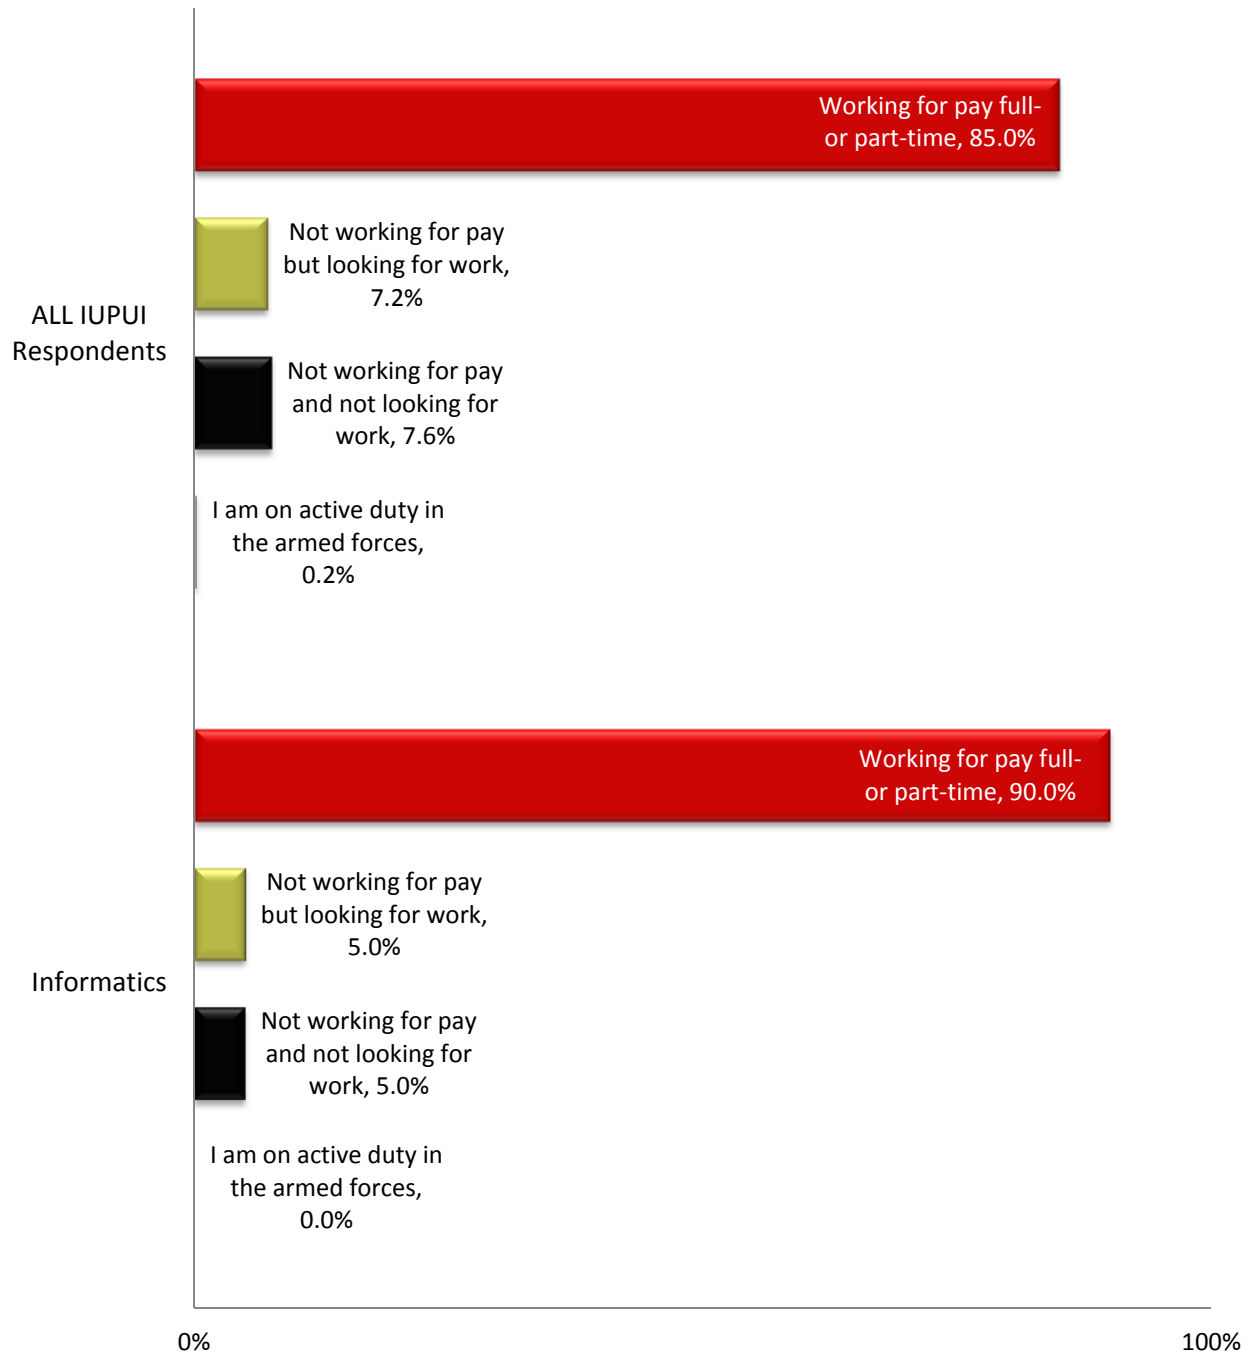 Working for pay full-
or part-time, 85.0%
Not working for pay
but looking for work,
7.2%
ALL IUPUI
Respondents
Not working for pay
and not looking for
work, 7.6%
I am on active duty in
the armed forces,
0.2%
Working for pay full-
or part-time, 90.0%
Not working for pay
but looking for work,
5.0%
Informatics
Not working for pay
and not looking for
work, 5.0%
I am on active duty in
the armed forces,
0.0%
0%
100%